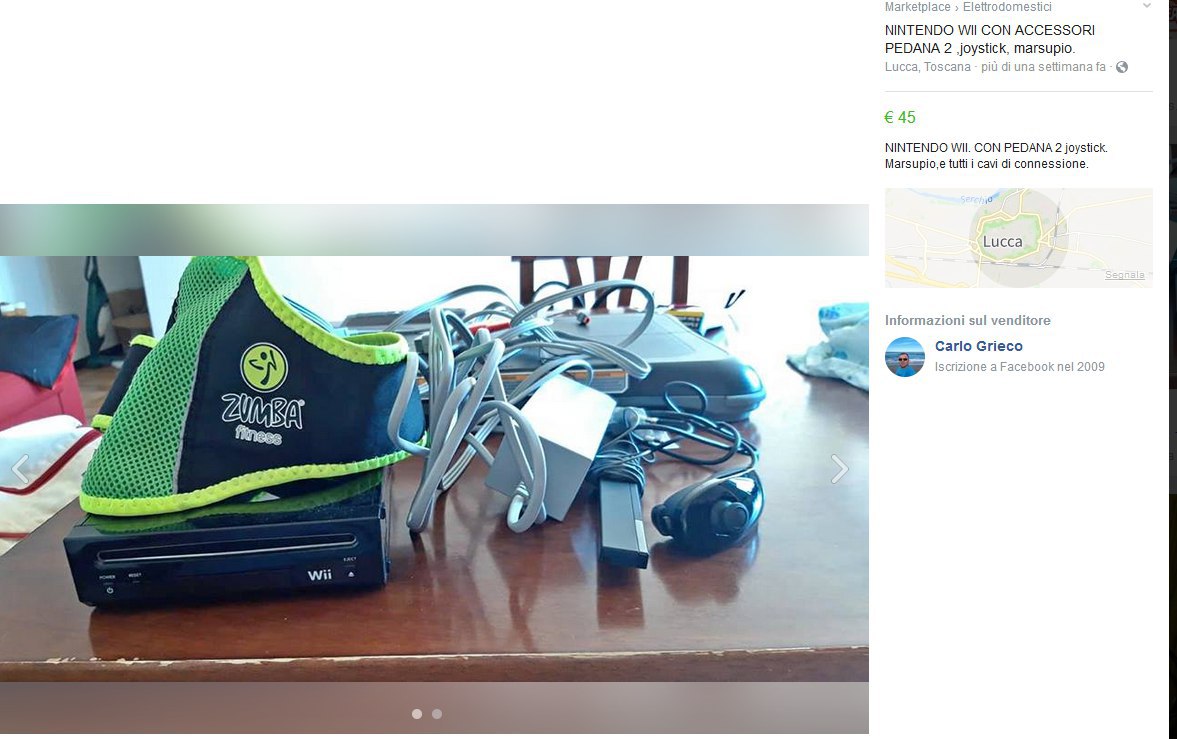 Marketplace › Elettrodomestici
NINTENDO WII CON ACCESSORI
PEDANA 2 ,joystick, marsupio.
Lucca, Toscana · più di una settimana fa ·
€ 45
NINTENDO WII. CON PEDANA 2 joystick.
Marsupio,e tutti i cavi di connessione.
Serchio
Lucca
Segnala
Informazioni sul venditore
Carlo Grieco
Iscrizione a Facebook nel 2009
ZUMBA
fitness
POWER
RESET
Wii
EJECT